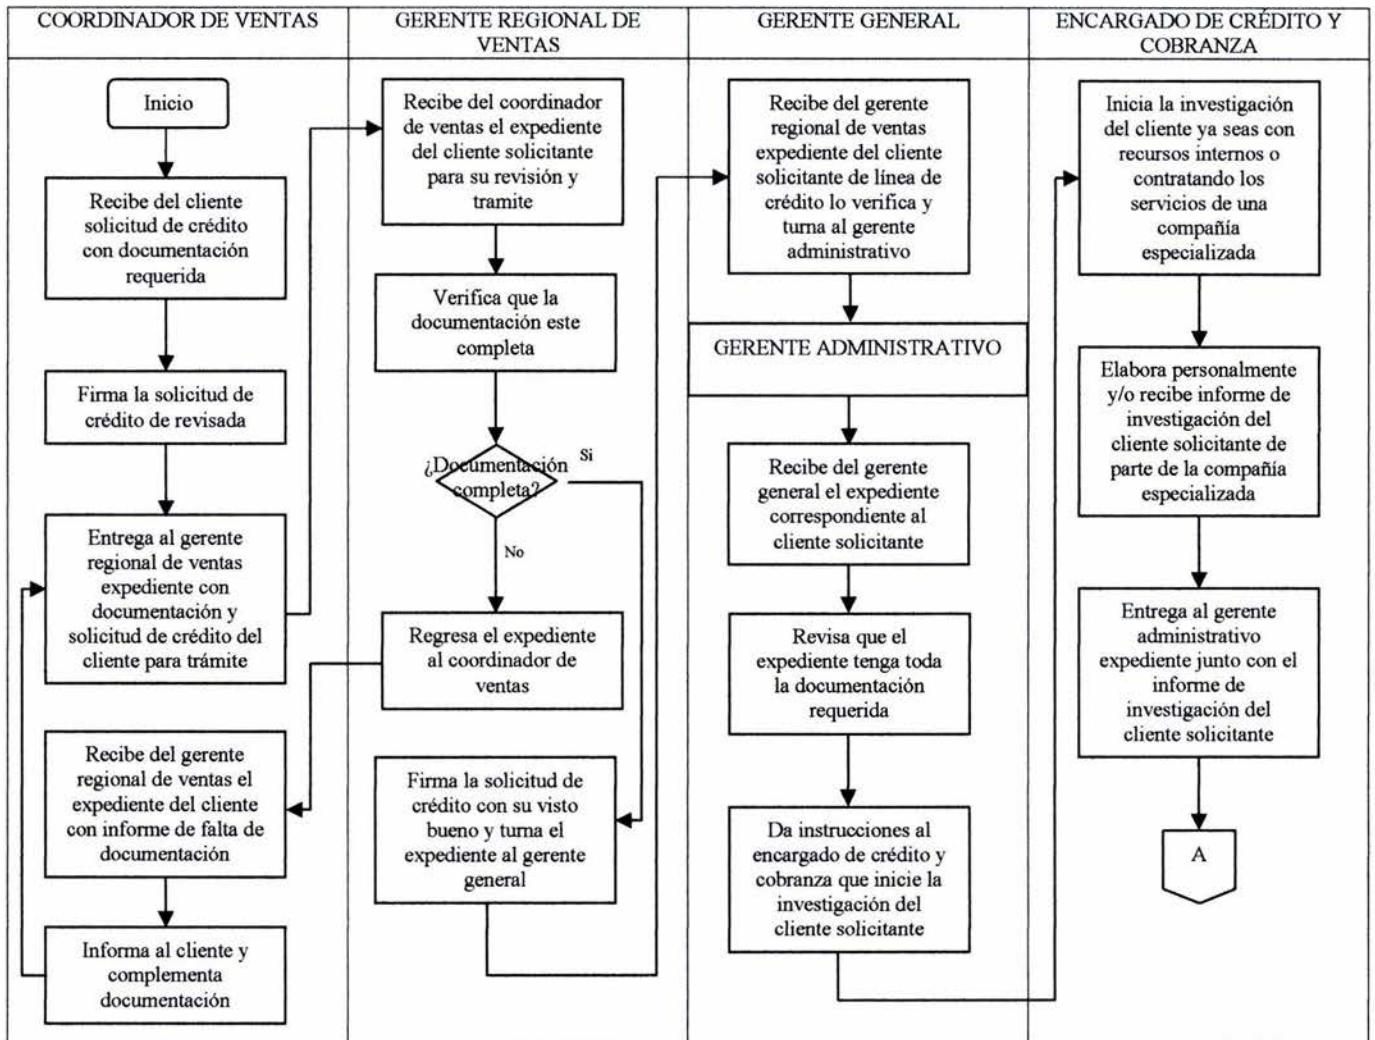 COORDINADOR DE VENTAS
Inicio
Recibe del cliente
solicitud de crédito
con documentación
requerida
Firma la solicitud de
crédito de revisada
Entrega al gerente
regional de ventas
expediente con
documentación y
solicitud de crédito del
cliente para trámite
Recibe del gerente
regional de ventas el
expediente del cliente
con informe de falta de
documentación
Informa al cliente y
complementa
documentación
GERENTE REGIONAL DE
VENTAS
Recibe del coordinador
de ventas el expediente
del cliente solicitante
para su revisión y
tramite
Verifica que la
documentación este
completa
¿Documentación
completa?
Si
No
Regresa el expediente
al coordinador de
ventas
Firma la solicitud de
crédito con su visto
bueno y turna el
expediente al gerente
general
GERENTE GENERAL
Recibe del gerente
regional de ventas
expediente del cliente
solicitante de línea de
crédito lo verifica y
turna al gerente
administrativo
GERENTE ADMINISTRATIVO
Recibe del gerente
general el expediente
correspondiente al
cliente solicitante
Revisa que el
expediente tenga toda
la documentación
requerida
Da instrucciones al
encargado de crédito y
cobranza que inicie la
investigación del
cliente solicitante
ENCARGADO DE CRÉDITO Y
COBRANZA
Inicia la investigación
del cliente ya seas con
recursos internos o
contratando los
servicios de una
compañía
especializada
Elabora personalmente
y/o recibe informe de
investigación del
cliente solicitante de
parte de la compañía
especializada
Entrega al gerente
administrativo
expediente junto con el
informe de
investigación del
cliente solicitante
A